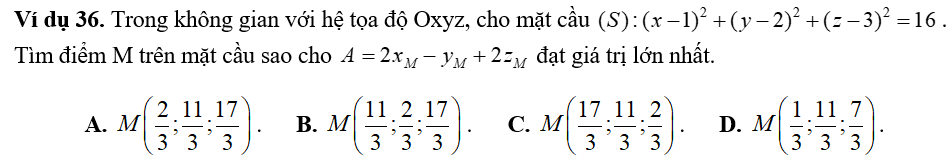 Ví dụ 36. Trong không gian với hệ tọa độ Oxyz, cho mặt cầu $(S):(x-1)^2+(y-2)^2+(z-3)^2=16$ .
Tìm điểm M trên mặt cầu sao cho $A=2x_M-y_M+2z_M$ đạt giá trị lớn nhất.
A. $M\left(\frac{2}{3};\frac{11}{3};\frac{17}{3}\right)$. B. $M\left(\frac{11}{3};\frac{2}{3};\frac{17}{3}\right)$. C. $M\left(\frac{17}{3};\frac{11}{3};\frac{2}{3}\right)$. D. $M\left(\frac{1}{3};\frac{11}{3};\frac{7}{3}\right)$.